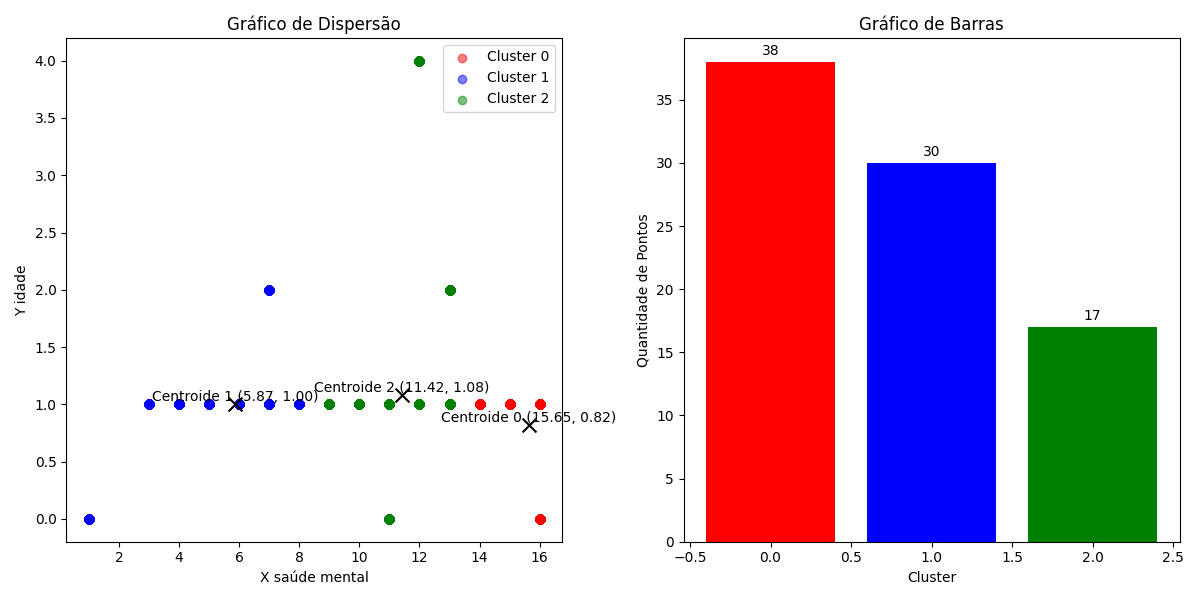 Gráfico de Dispersão
4.0
3.5
3.0
2.5
2.0
1.5
1.0
0.5
0.0
Y idade
Cluster 0
Cluster 1
Cluster 2
Centroide 1 (5.87, 1.00)
Centroide 2 (11.42, 1.08)
Centroide 0 (15.65, 0.82)
2 4 6 8 10 12 14 16
X saúde mental
Gráfico de Barras
38
30
17
35
30
25
20
15
10
5
0
Quantidade de Pontos
−0.5 0.0 0.5 1.0 1.5 2.0 2.5
Cluster